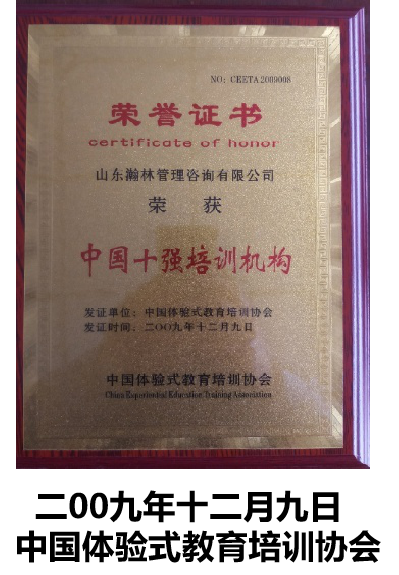 NO: CEETA2009008
荣誉证书
certificate of honor
山东瀚林管理咨询有限公司
荣 获
中国十强培训机构
发证单位：中国体验式教育培训协会
发证时间：二OO九年十二月九日
中国体验式教育培训协会
China Experiential Education Training Association
二00九年十二月九日
中国体验式教育培训协会